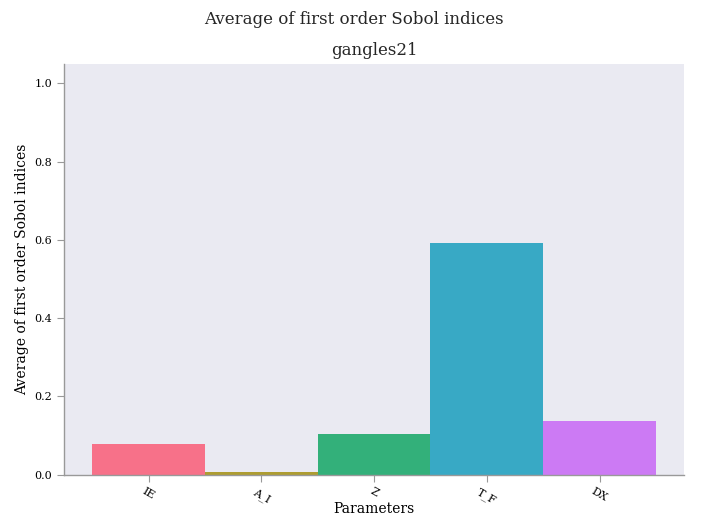 Average of first order Sobol indices
gangles21
Average of first order Sobol indices
1.0
0.8
0.6
0.4
0.2
0.0
IE
A_I
Z
T_F
DX
Parameters